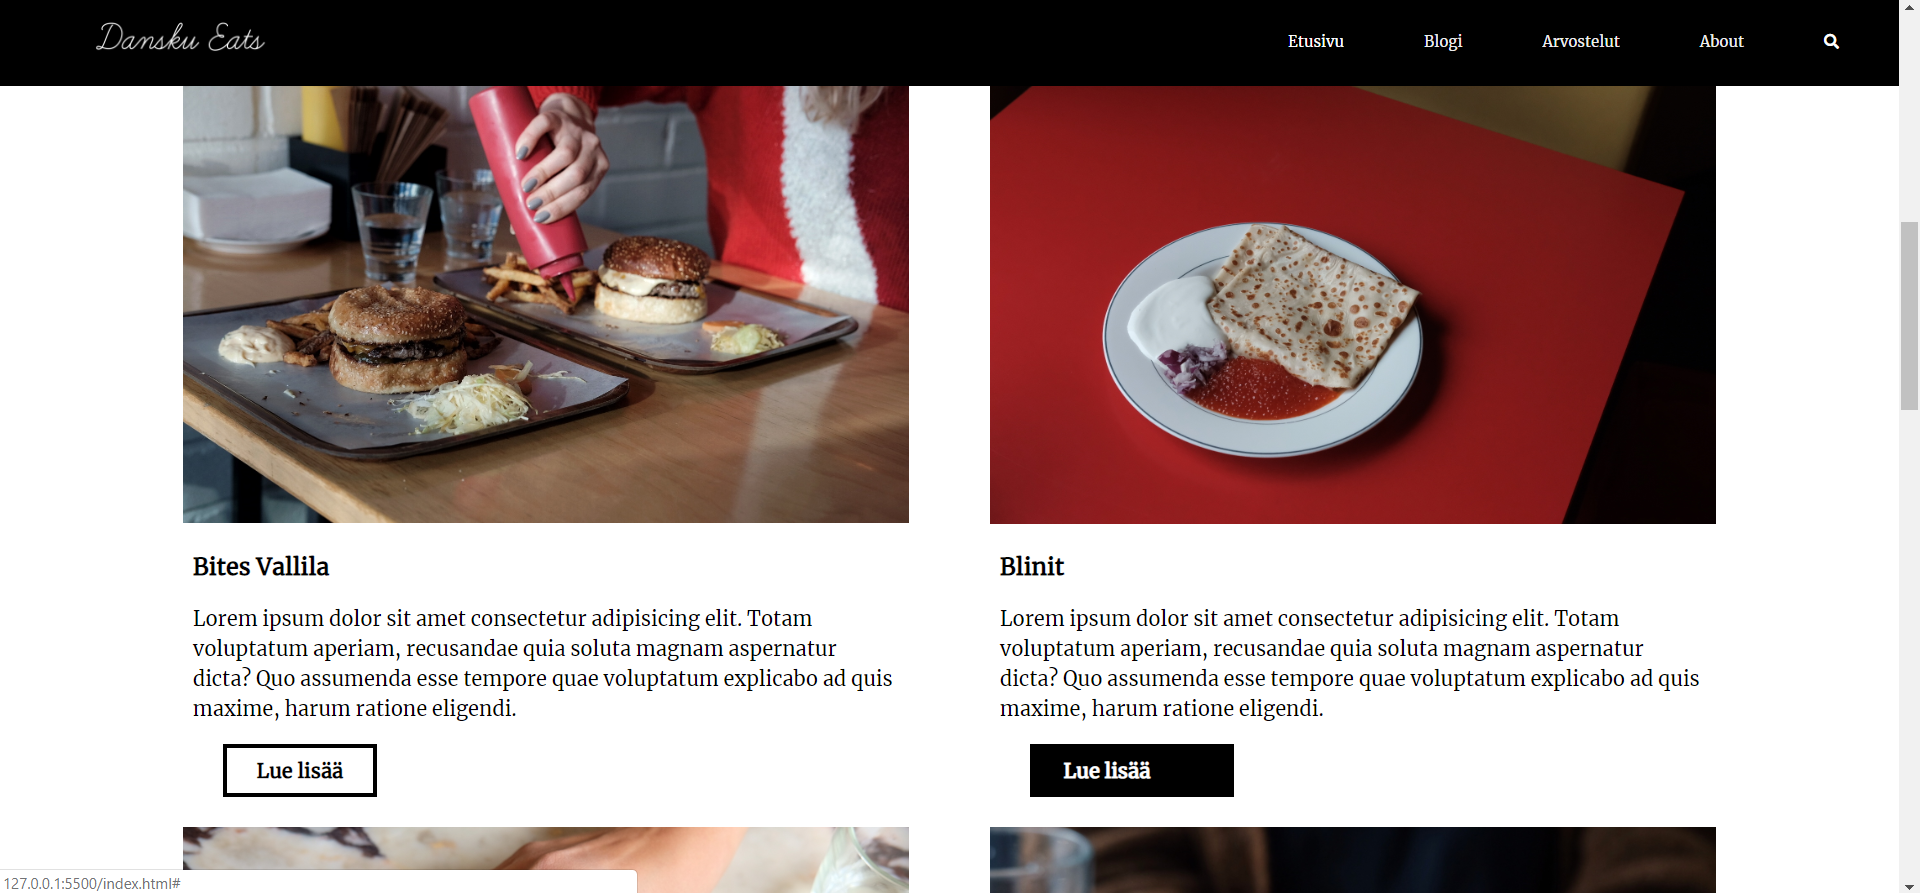 Dansku Eats
Etusivu
Blogi
Arvostelut
About
Bites Vallila
Lorem ipsum dolor sit amet consectetur adipisicing elit. Totam
voluptatum aperiam, recusandae quia soluta magnam aspernatur
dicta? Quo assumenda esse tempore quae voluptatum explicabo ad quis
maxime, harum ratione eligendi.
Lue lisää
Blinit
Lorem ipsum dolor sit amet consectetur adipisicing elit. Totam
voluptatum aperiam, recusandae quia soluta magnam aspernatur
dicta? Quo assumenda esse tempore quae voluptatum explicabo ad quis
maxime, harum ratione eligendi.
Lue lisää
127.0.0.1:5500/index.html#